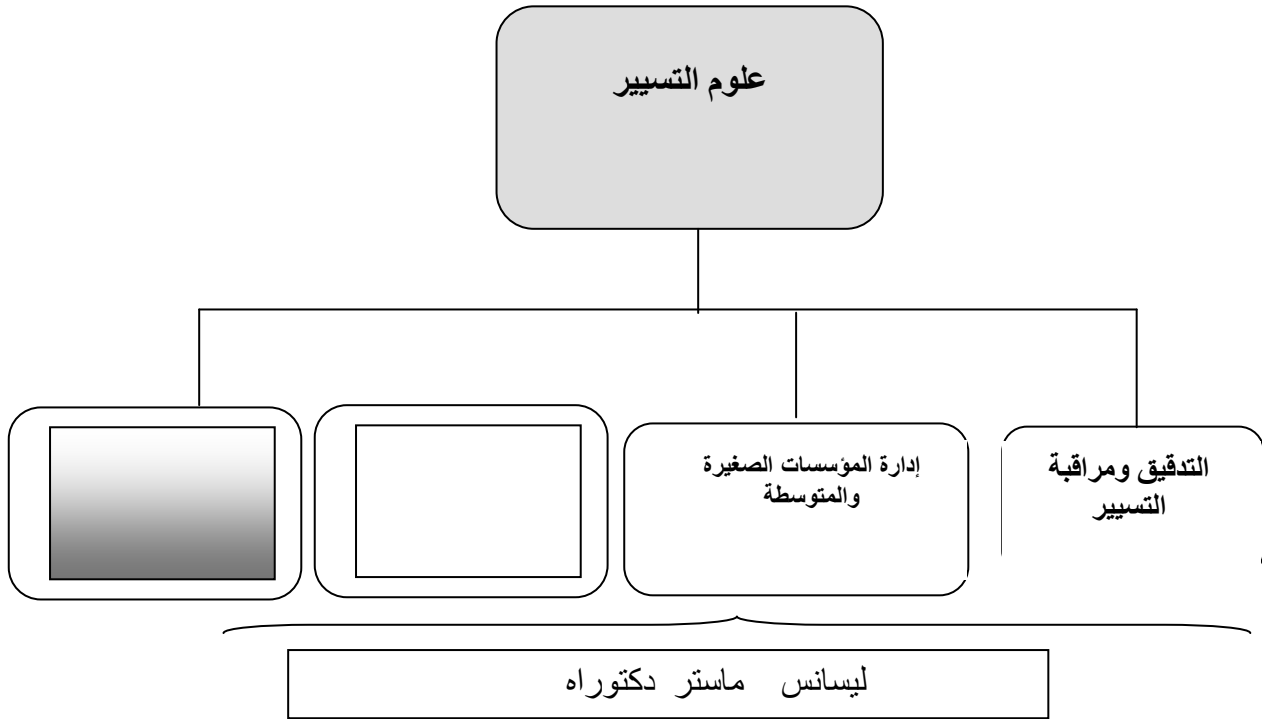 علوم التسيير
التدقيق ومراقبة
التسيير
إدارة المؤسسات الصغيرة
والمتوسطة
ليسانس ماستر دكتوراه